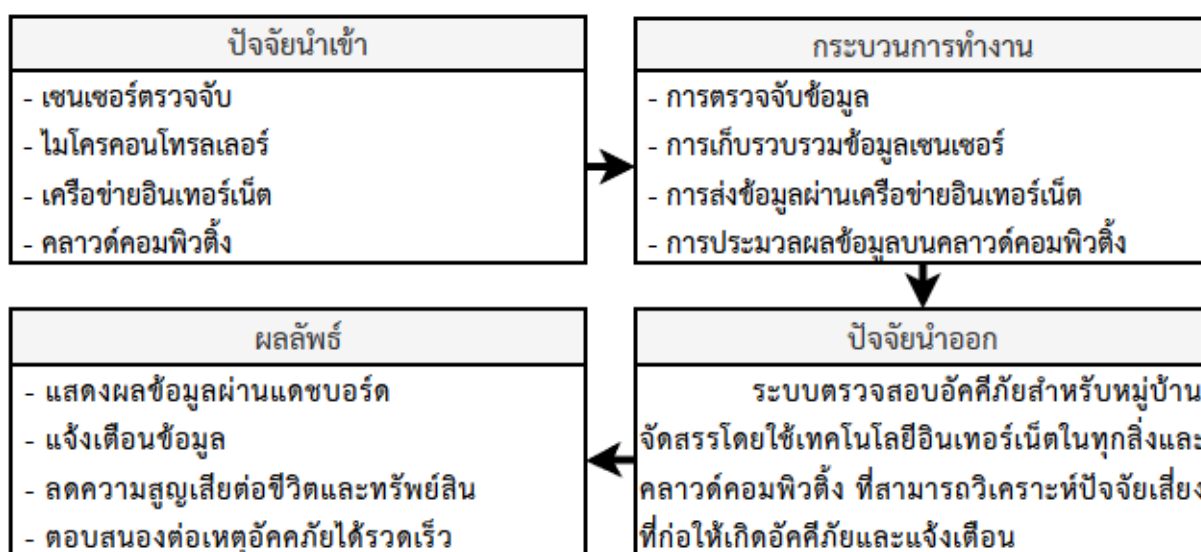 ปัจจัยนำเข้า
- เซนเซอร์ตรวจจับ
- ไมโครคอนโทรลเลอร์
- เครือข่ายอินเทอร์เน็ต
- คลาวด์คอมพิวติ้ง
กระบวนการทำงาน
- การตรวจจับข้อมูล
- การเก็บรวบรวมข้อมูลเซนเซอร์
- การส่งข้อมูลผ่านเครือข่ายอินเทอร์เน็ต
- การประมวลผลข้อมูลบนคลาวด์คอมพิวติ้ง
ปัจจัยนำออก
ระบบตรวจสอบอัคคีภัยสำหรับหมู่บ้าน
จัดสรรโดยใช้เทคโนโลยีอินเทอร์เน็ตในทุกสิ่งและ
คลาวด์คอมพิวติ้ง ที่สามารถวิเคราะห์ปัจจัยเสี่ยง
ที่ก่อให้เกิดอัคคีภัยและแจ้งเตือน
ผลลัพธ์
- แสดงผลข้อมูลผ่านแดชบอร์ด
- แจ้งเตือนข้อมูล
- ลดความสูญเสียต่อชีวิตและทรัพย์สิน
- ตอบสนองต่อเหตุอัคคภัยได้รวดเร็ว